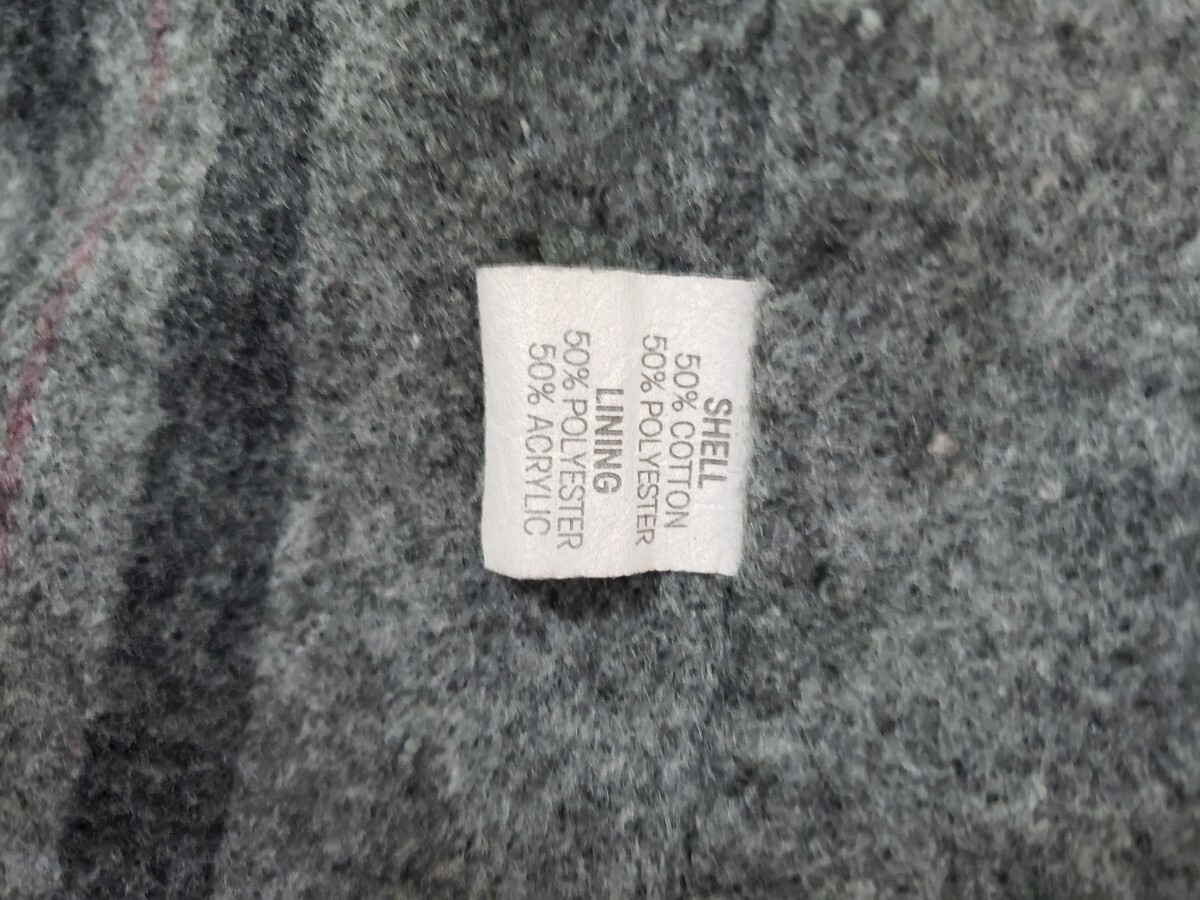 SHELL
50% COTTON
50% POLYESTER
LINING
50% POLYESTER
50% ACRYLIC